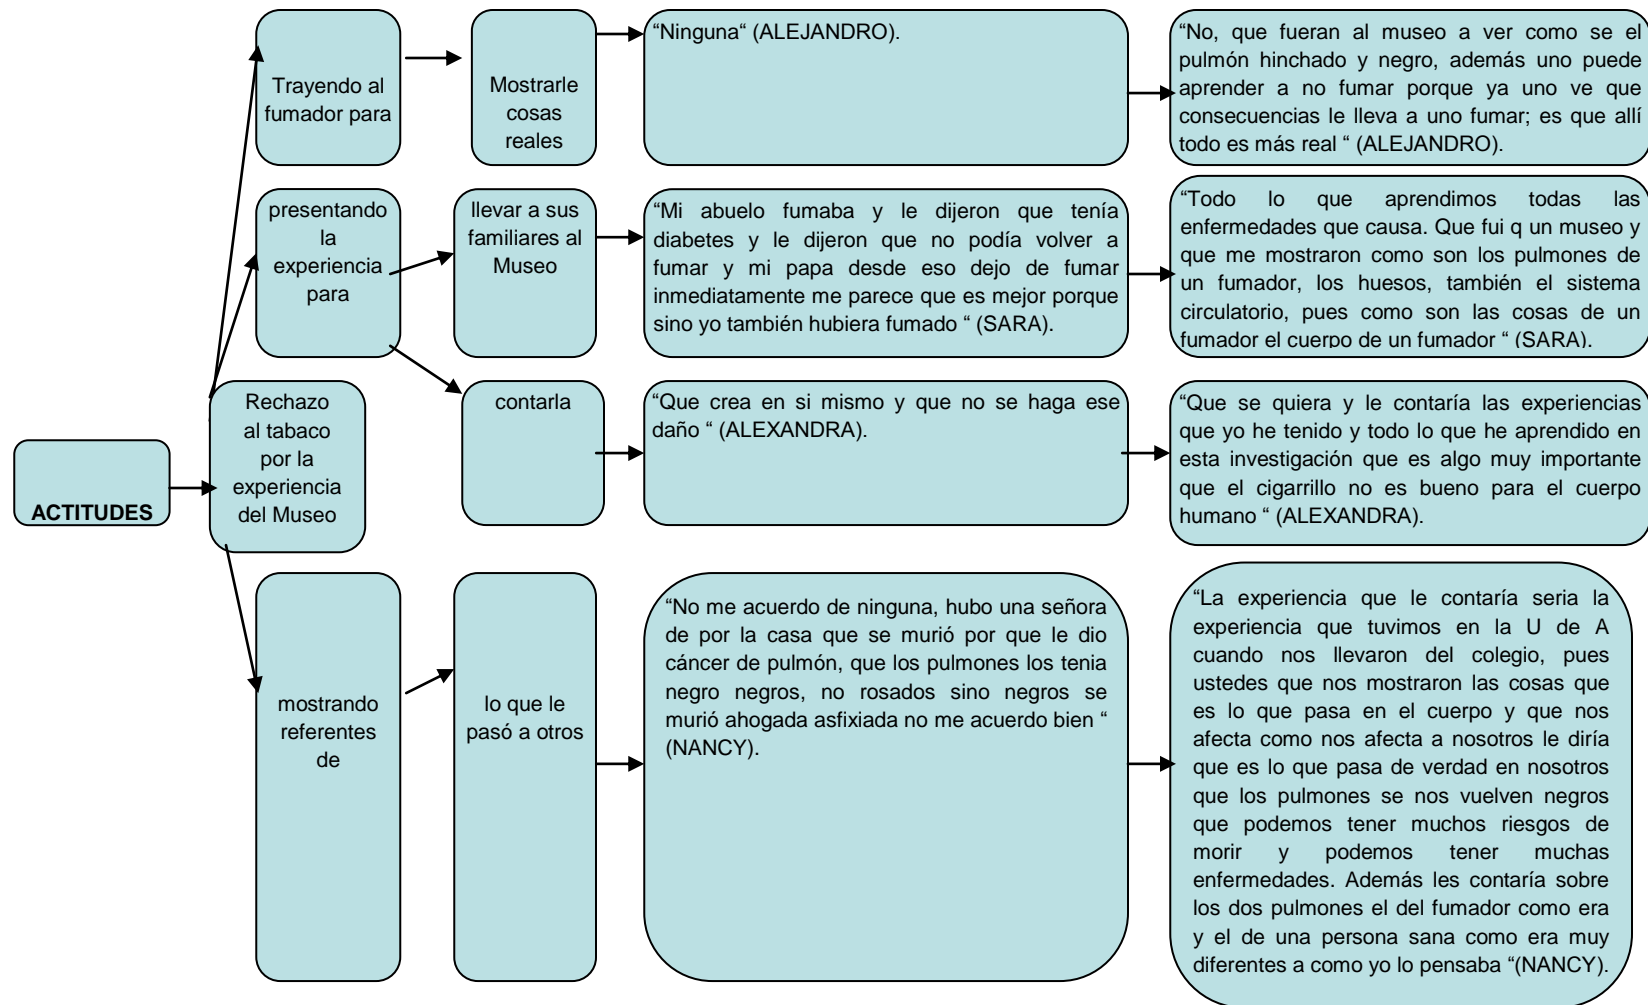 ACTITUDES
Rechazo
al tabaco
por la
experiencia
del Museo
Trayendo al
fumador para
Mostrarle
cosas
reales
“Ninguna“ (ALEJANDRO).
“No, que fueran al museo a ver como se el
pulmón hinchado y negro, además uno puede
aprender a no fumar porque ya uno ve que
consecuencias le lleva a uno fumar; es que allí
todo es más real “ (ALEJANDRO).
presentando
la
experiencia
para
llevar a sus
familiares al
Museo
“Mi abuelo fumaba y le dijeron que tenía
diabetes y le dijeron que no podía volver a
fumar y mi papa desde eso dejo de fumar
inmediatamente me parece que es mejor porque
sino yo también hubiera fumado “ (SARA).
“Todo lo que aprendimos todas las
enfermedades que causa. Que fui q un museo y
que me mostraron como son los pulmones de
un fumador, los huesos, también el sistema
circulatorio, pues como son las cosas de un
fumador el cuerpo de un fumador “ (SARA).
contarla
“Que crea en si mismo y que no se haga ese
daño “ (ALEXANDRA).
“Que se quiera y le contaría las experiencias
que yo he tenido y todo lo que he aprendido en
esta investigación que es algo muy importante
que el cigarrillo no es bueno para el cuerpo
humano “ (ALEXANDRA).
mostrando
referentes
de
lo que le
pasó a otros
“No me acuerdo de ninguna, hubo una señora
de por la casa que se murió por que le dio
cáncer de pulmón, que los pulmones los tenia
negro negros, no rosados sino negros se
murió ahogada asfixiada no me acuerdo bien “
(NANCY).
“La experiencia que le contaría seria la
experiencia que tuvimos en la U de A
cuando nos llevaron del colegio, pues
ustedes que nos mostraron las cosas que
es lo que pasa en el cuerpo y que nos
afecta como nos afecta a nosotros le diría
que es lo que pasa de verdad en nosotros
que los pulmones se nos vuelven negros
que podemos tener muchos riesgos de
morir y podemos tener muchas
enfermedades. Además les contaría sobre
los dos pulmones el del fumador como era
y el de una persona sana como era muy
diferentes a como yo lo pensaba “(NANCY).